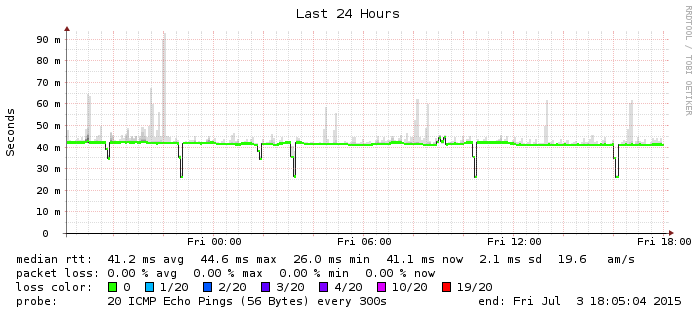 Last 24 Hours
RRDTOOL / TOBI OETIKER
Seconds
90 m
80 m
70 m
60 m
50 m
40 m
30 m
20 m
10 m
0
Fri 00:00 Fri 06:00 Fri 12:00 Fri 18:00
median rtt: 41.2 ms avg 44.6 ms max 26.0 ms min 41.1 ms now 2.1 ms sd 19.6 am/s
packet loss: 0.00 % avg 0.00 % max 0.00 % min 0.00 % now
loss color: 0 1/20 2/20 3/20 4/20 10/20 19/20
probe: 20 ICMP Echo Pings (56 Bytes) every 300s end: Fri Jul 3 18:05:04 2015